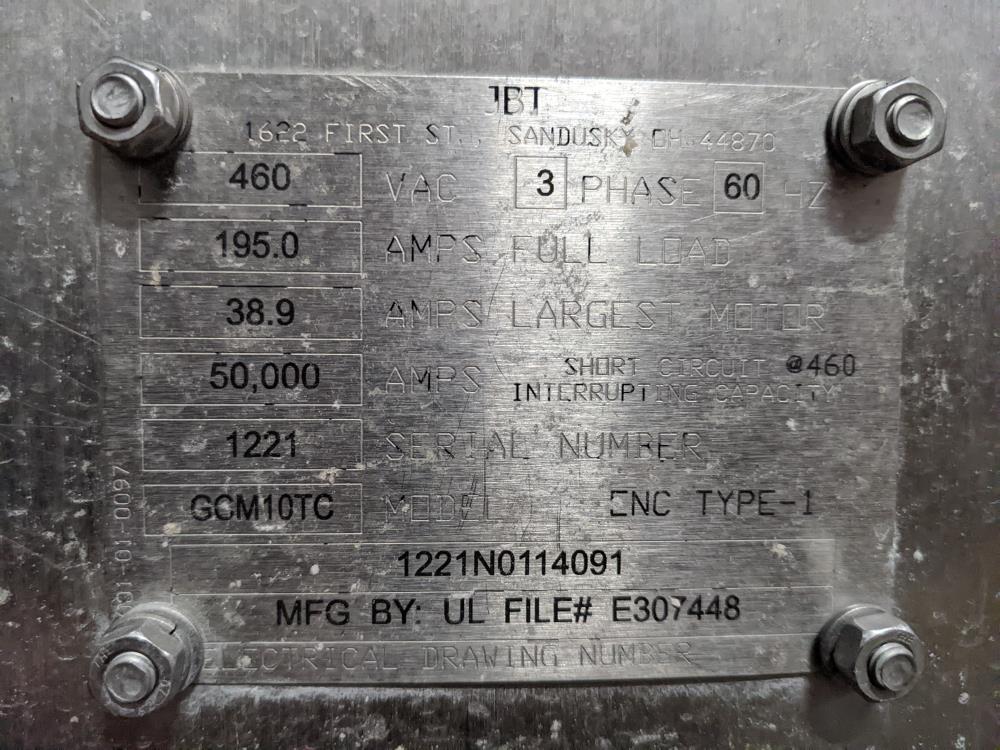 JBT
1622 FIRST ST., SANDUSKY OH 44870
460 VAC 3 PHASE 60 HZ
195.0 AMPS FULL LOAD
38.9 AMPS LARGEST MOTOR
50,000 AMPS SHORT CIRCUIT @460
INTERRUPTING CAPACITY
1221 SERIAL NUMBER
GCM10TC MODEL ENC TYPE-1
1221N0114091
MFG BY: UL FILE# E307448
ELECTRICAL DRAWING NUMBER